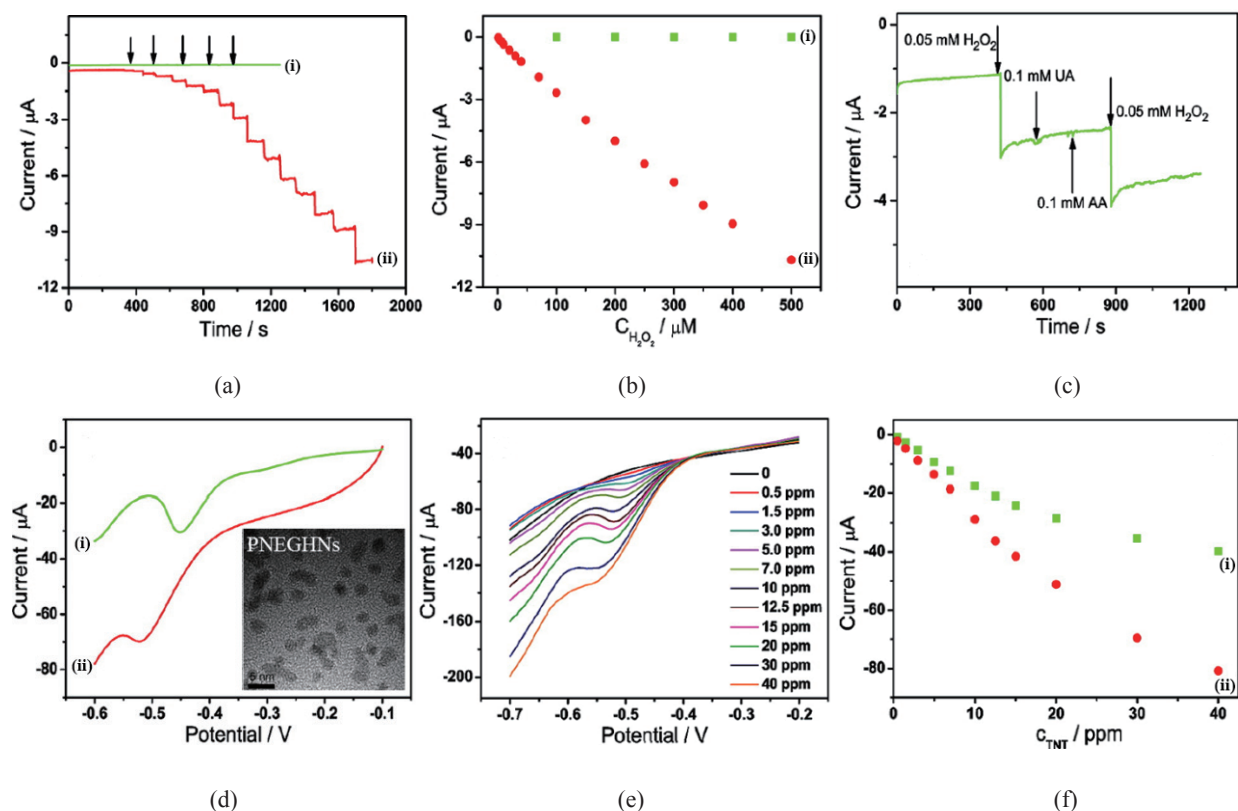 0
-3
-6
-9
-12
Current / μA
0 400 800 1200 1600 2000
Time / s
(i)
(ii)
(a)
0
-3
-6
-9
-12
Current / μA
0 100 200 300 400 500
C_H₂O₂ / μM
(i)
(ii)
(b)
0
-2
-4
Current / μA
0 300 600 900 1200
Time / s
0.05 mM H₂O₂
0.1 mM UA
0.1 mM AA
0.05 mM H₂O₂
(c)
0
-20
-40
-60
-80
Current / μA
-0.6 -0.5 -0.4 -0.3 -0.2 -0.1
Potential / V
(i)
(ii)
PNEGHNs
5 nm
(d)
0
-40
-80
-120
-160
-200
Current / μA
-0.7 -0.6 -0.5 -0.4 -0.3 -0.2
Potential / V
0
0.5 ppm
1.5 ppm
3.0 ppm
5.0 ppm
7.0 ppm
10 ppm
12.5 ppm
15 ppm
20 ppm
30 ppm
40 ppm
(e)
0
-20
-40
-60
-80
Current / μA
0 10 20 30 40
c_TNT / ppm
(i)
(ii)
(f)